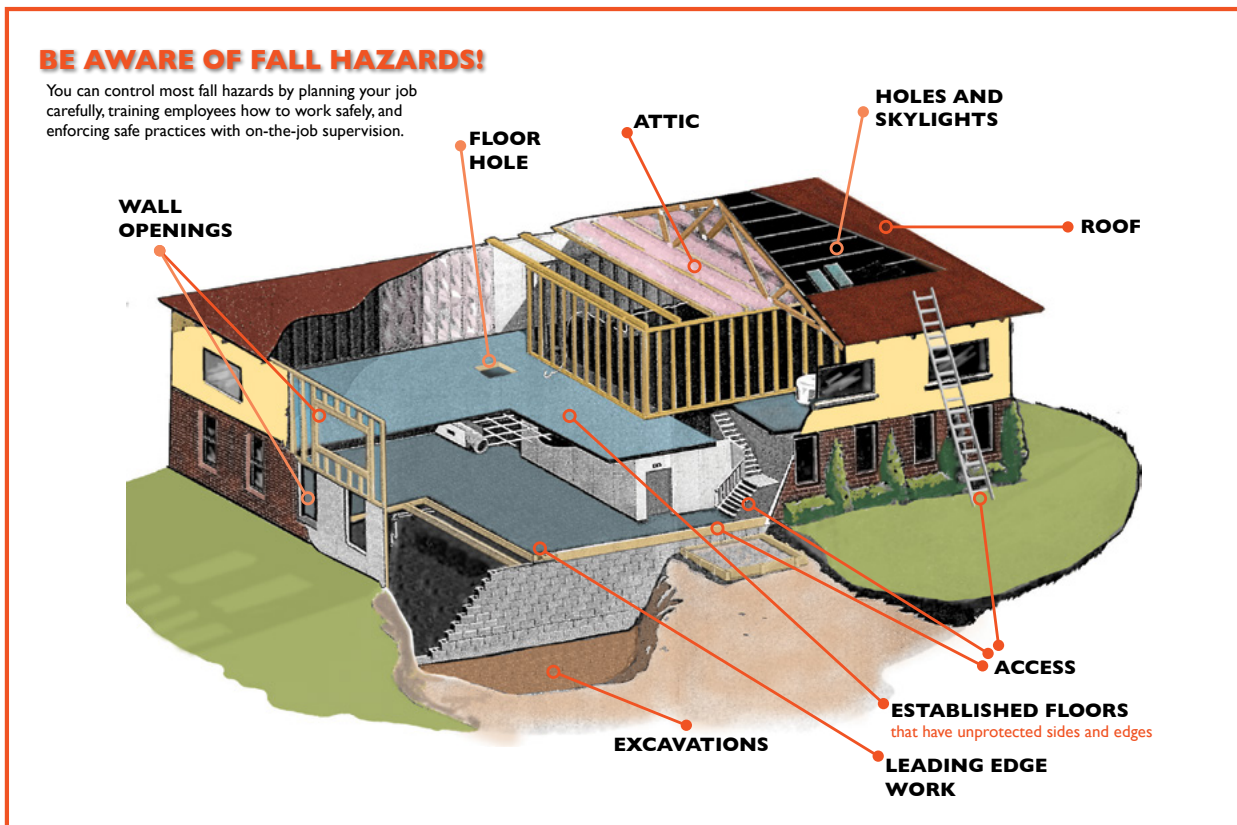 BE AWARE OF FALL HAZARDS!
You can control most fall hazards by planning your job
carefully, training employees how to work safely, and
enforcing safe practices with on-the-job supervision.
HOLES AND
SKYLIGHTS
ATTIC
FLOOR
HOLE
WALL
OPENINGS
ROOF
ACCESS
ESTABLISHED FLOORS
that have unprotected sides and edges
EXCAVATIONS
LEADING EDGE
WORK